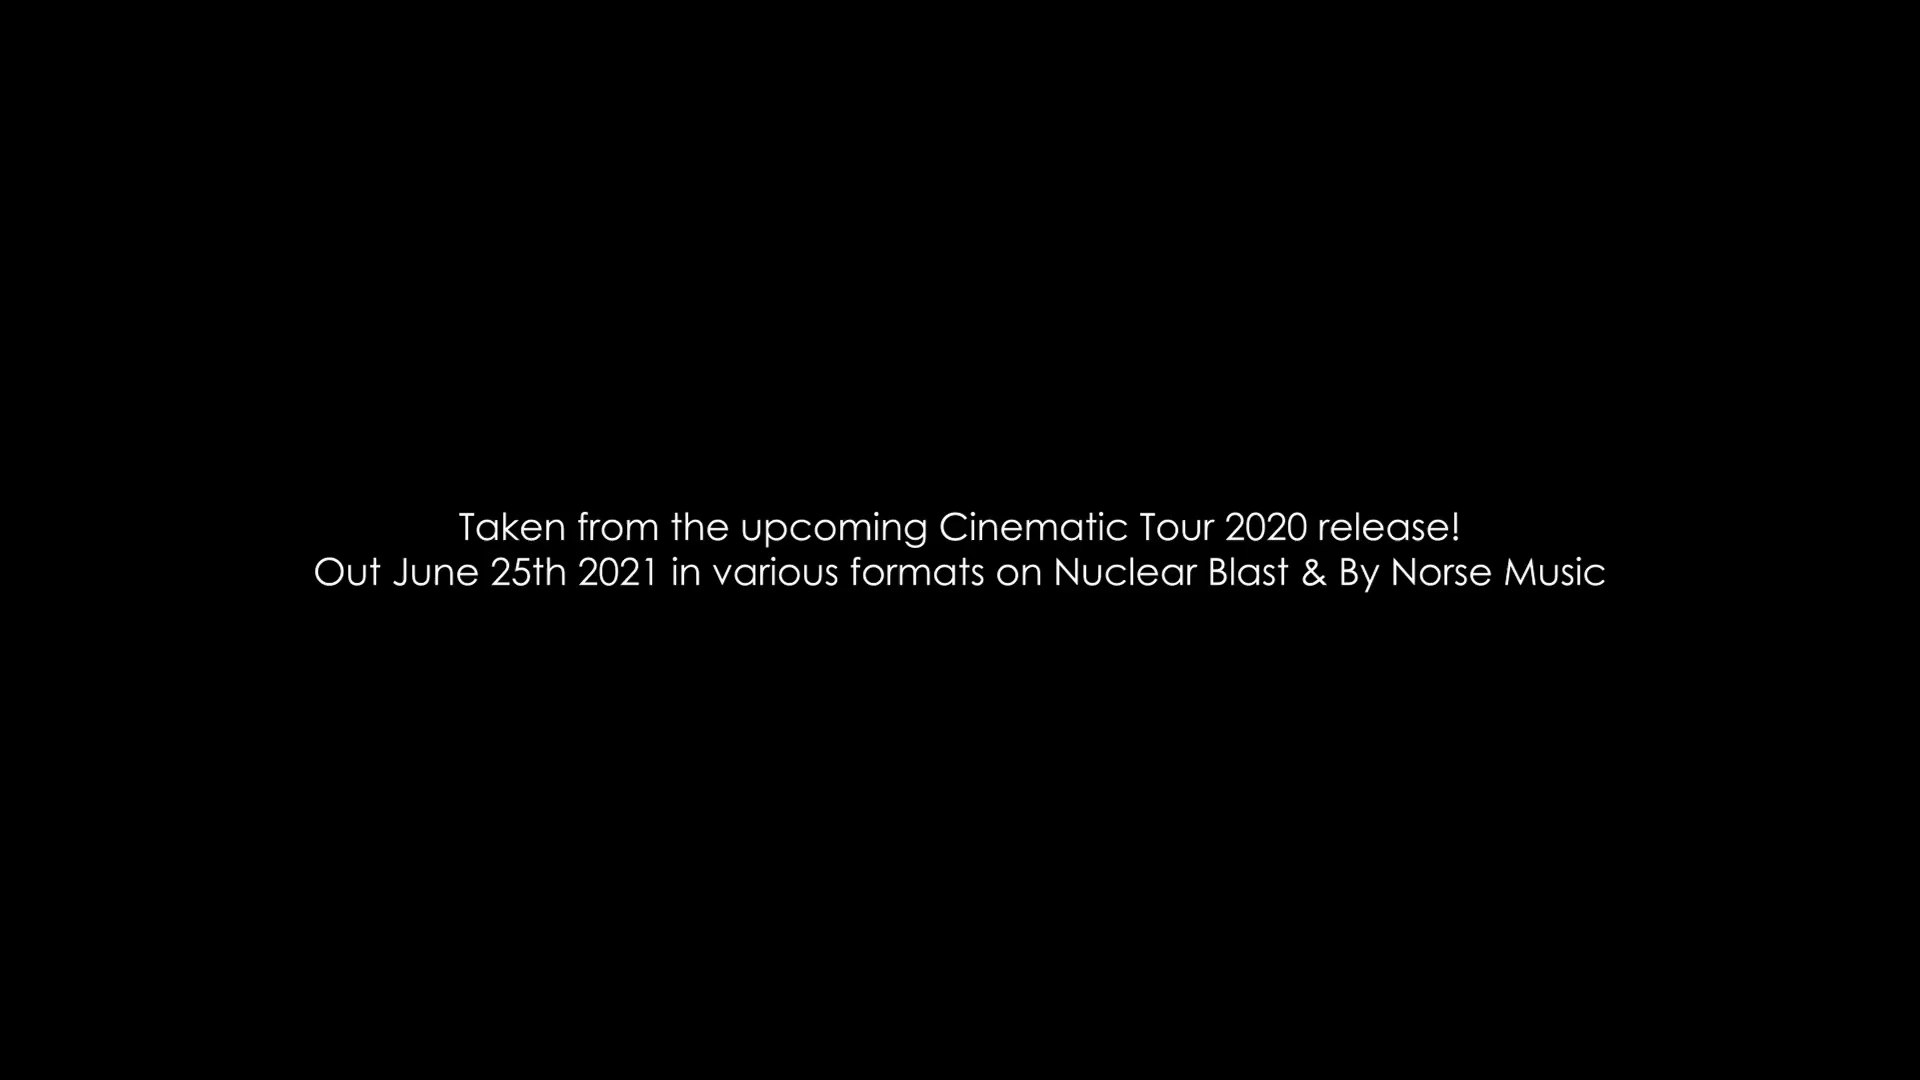 Taken from the upcoming Cinematic Tour 2020 release!
Out June 25th 2021 in various formats on Nuclear Blast & By Norse Music